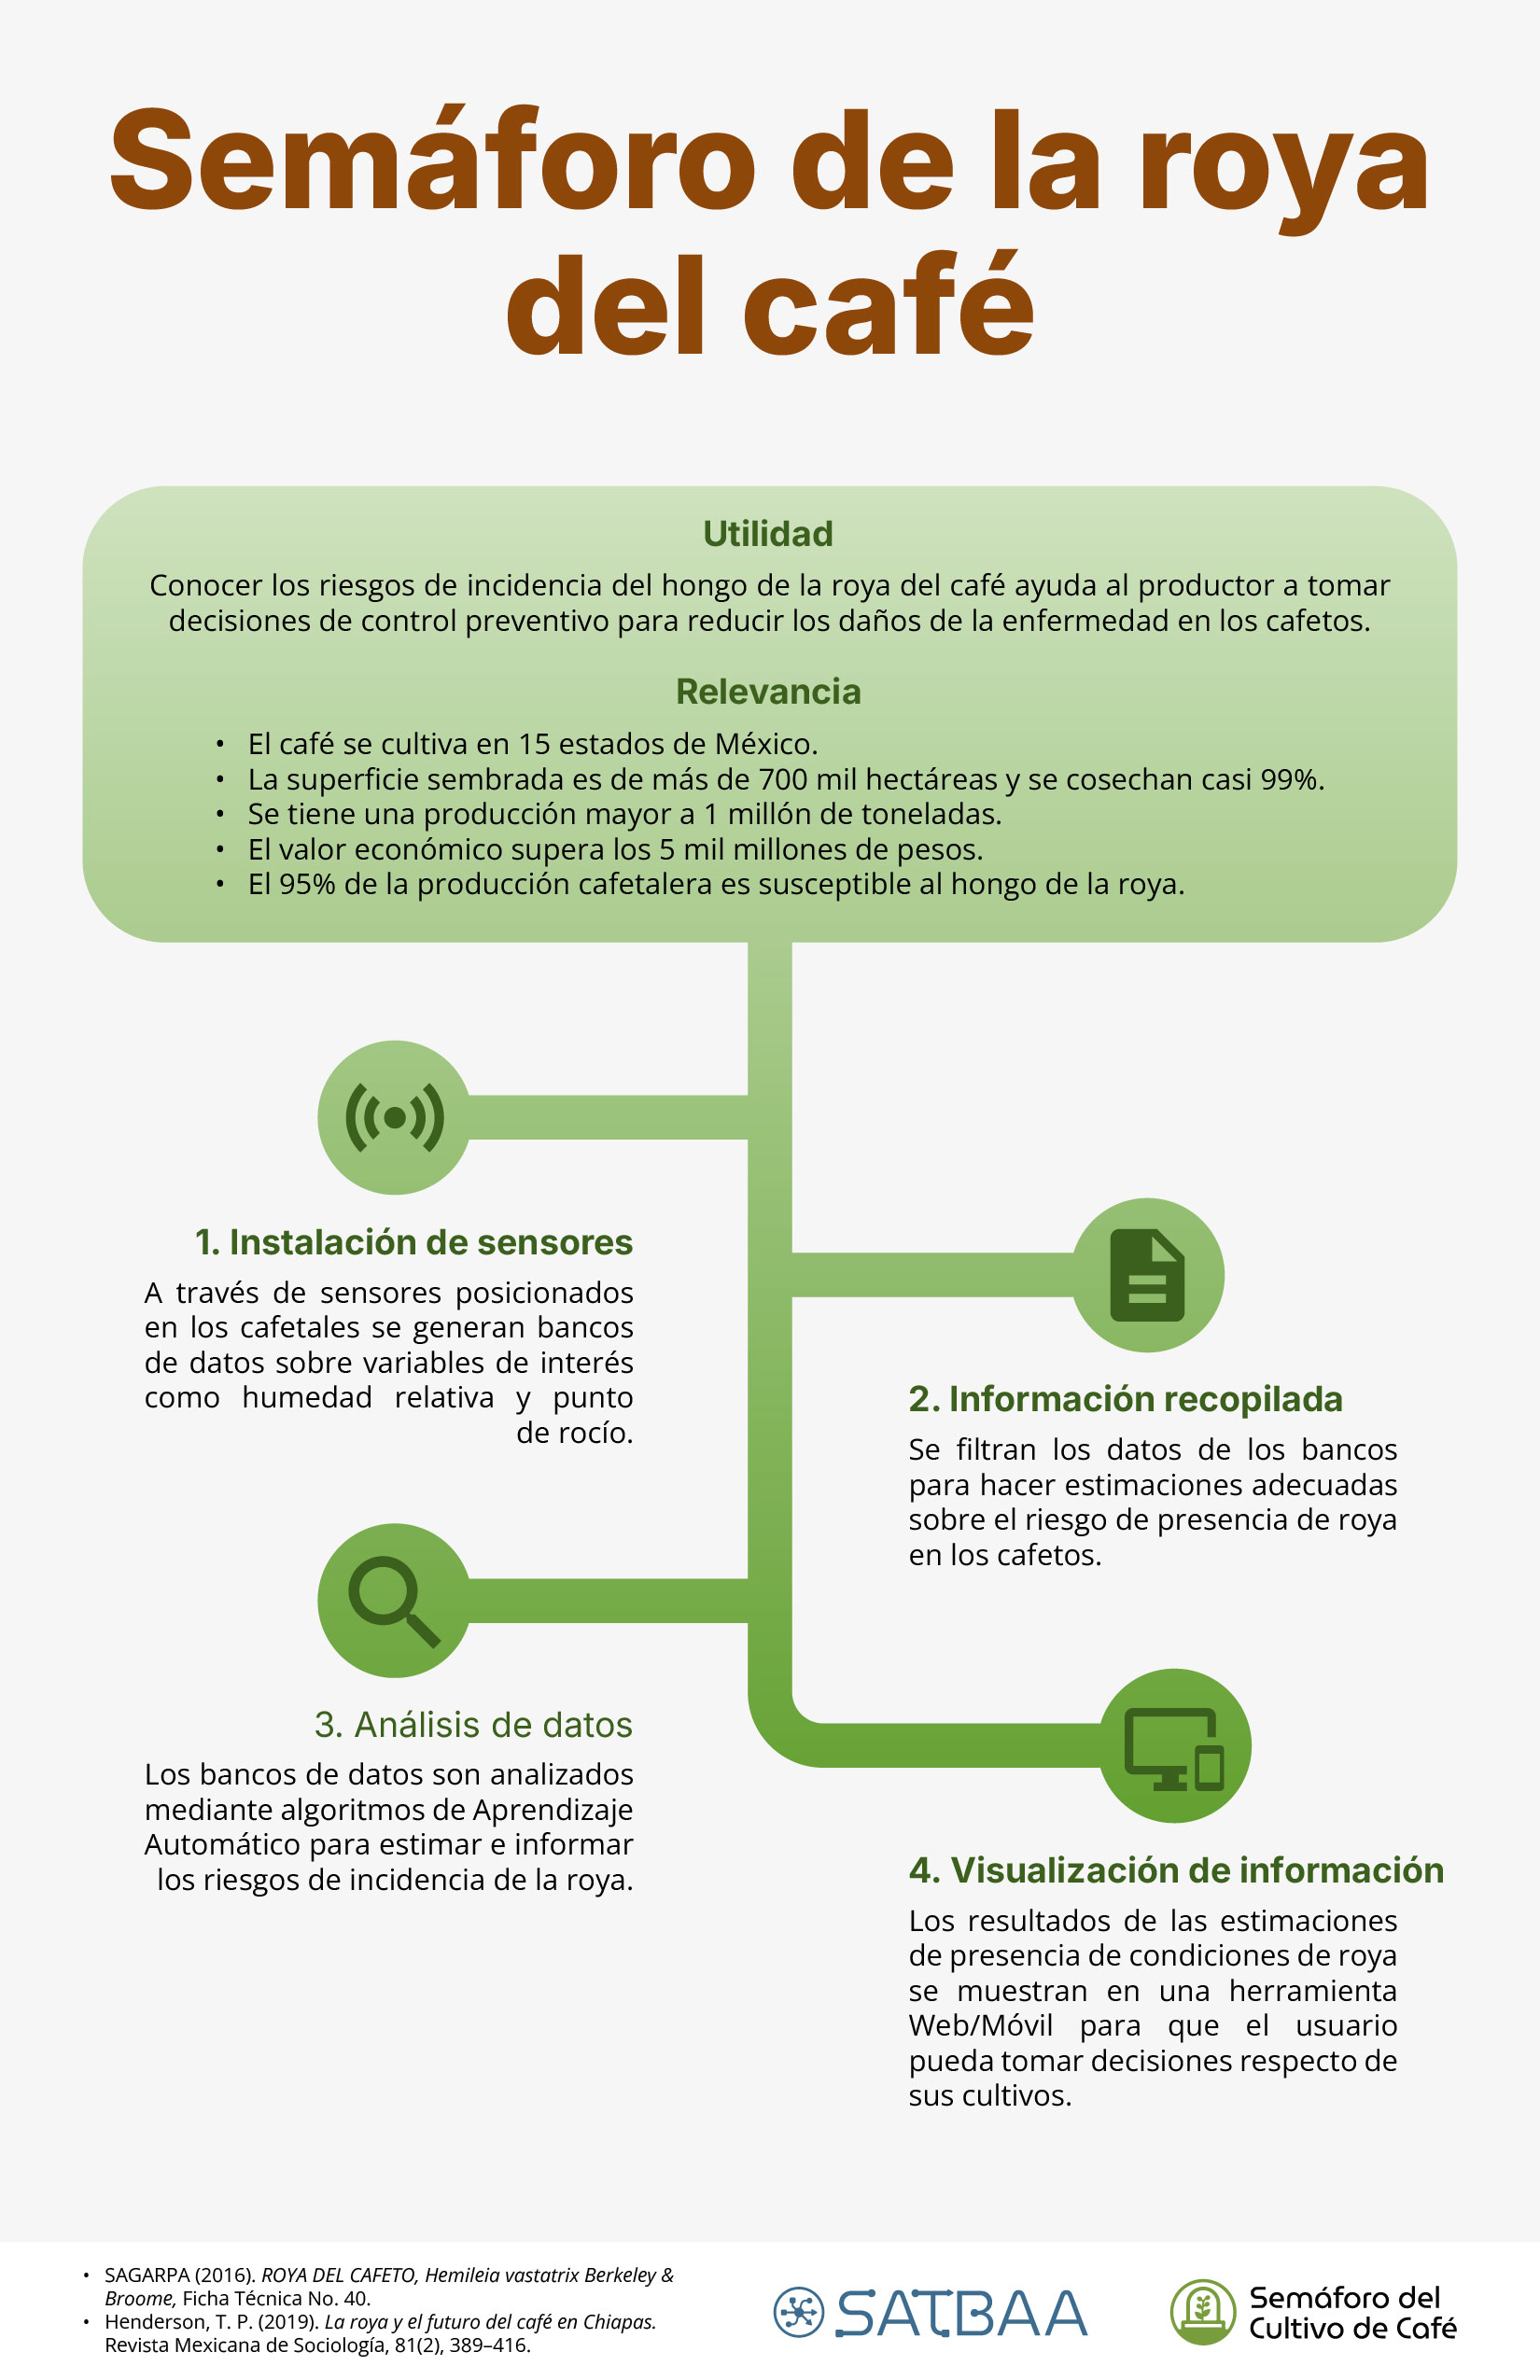 Semáforo de la roya
del café
Utilidad
Conocer los riesgos de incidencia del hongo de la roya del café ayuda al productor a tomar
decisiones de control preventivo para reducir los daños de la enfermedad en los cafetos.
Relevancia
• El café se cultiva en 15 estados de México.
• La superficie sembrada es de más de 700 mil hectáreas y se cosechan casi 99%.
• Se tiene una producción mayor a 1 millón de toneladas.
• El valor económico supera los 5 mil millones de pesos.
• El 95% de la producción cafetalera es susceptible al hongo de la roya.
1. Instalación de sensores
A través de sensores posicionados
en los cafetales se generan bancos
de datos sobre variables de interés
como humedad relativa y punto
de rocío.
2. Información recopilada
Se filtran los datos de los bancos
para hacer estimaciones adecuadas
sobre el riesgo de presencia de roya
en los cafetos.
3. Análisis de datos
Los bancos de datos son analizados
mediante algoritmos de Aprendizaje
Automático para estimar e informar
los riesgos de incidencia de la roya.
4. Visualización de información
Los resultados de las estimaciones
de presencia de condiciones de roya
se muestran en una herramienta
Web/Móvil para que el usuario
pueda tomar decisiones respecto de
sus cultivos.
• SAGARPA (2016). ROYA DEL CAFETO, Hemileia vastatrix Berkeley &
Broome, Ficha Técnica No. 40.
• Henderson, T. P. (2019). La roya y el futuro del café en Chiapas.
Revista Mexicana de Sociología, 81(2), 389–416.
SATBAA
Semáforo del
Cultivo de Café